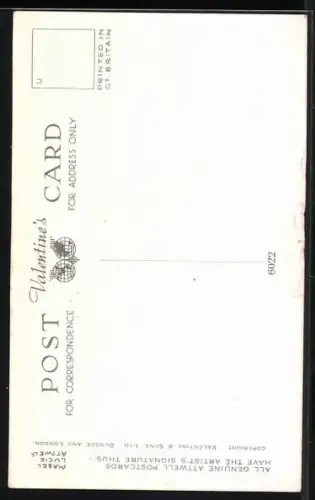 POST Valentine's CARD
FOR CORRESPONDENCE FOR ADDRESS ONLY
U
PRINTED IN
GT. BRITAIN
6022
ALL GENUINE ATTWELL POSTCARDS
HAVE THE ARTIST'S SIGNATURE THUS -
MABEL
LUCIE
ATTWELL
COPYRIGHT VALENTINE & SONS LTD. DUNDEE AND LONDON